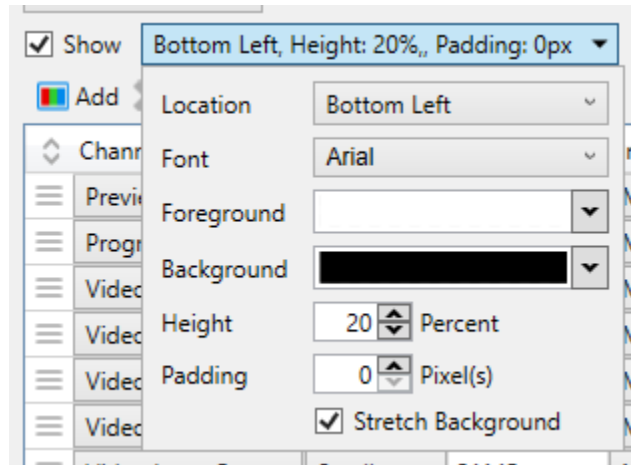 Show Bottom Left, Height: 20%,, Padding: 0px
Add
Location Bottom Left
Font Arial
Foreground
Background
Height 20 Percent
Padding 0 Pixel(s)
Stretch Background